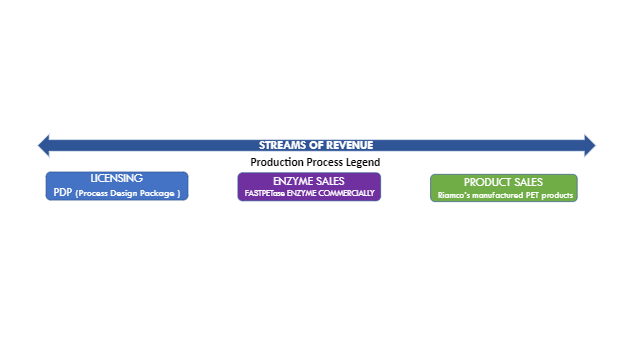 STREAMS OF REVENUE
Production Process Legend
LICENSING
PDP (Process Design Package )
ENZYME SALES
FASTPETase ENZYME COMMERCIALLY
PRODUCT SALES
Riamco's manufactured PET products